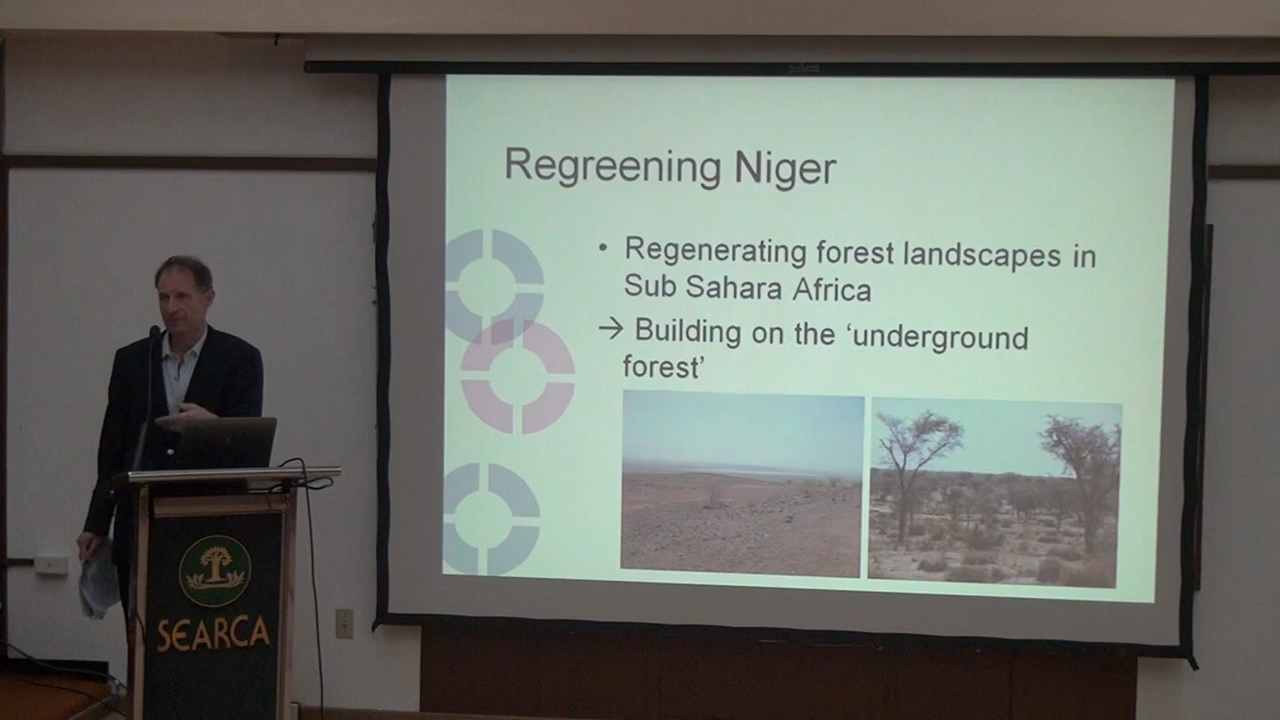 Regreening Niger
• Regenerating forest landscapes in
Sub Sahara Africa
→ Building on the ‘underground
forest’
SEARCA